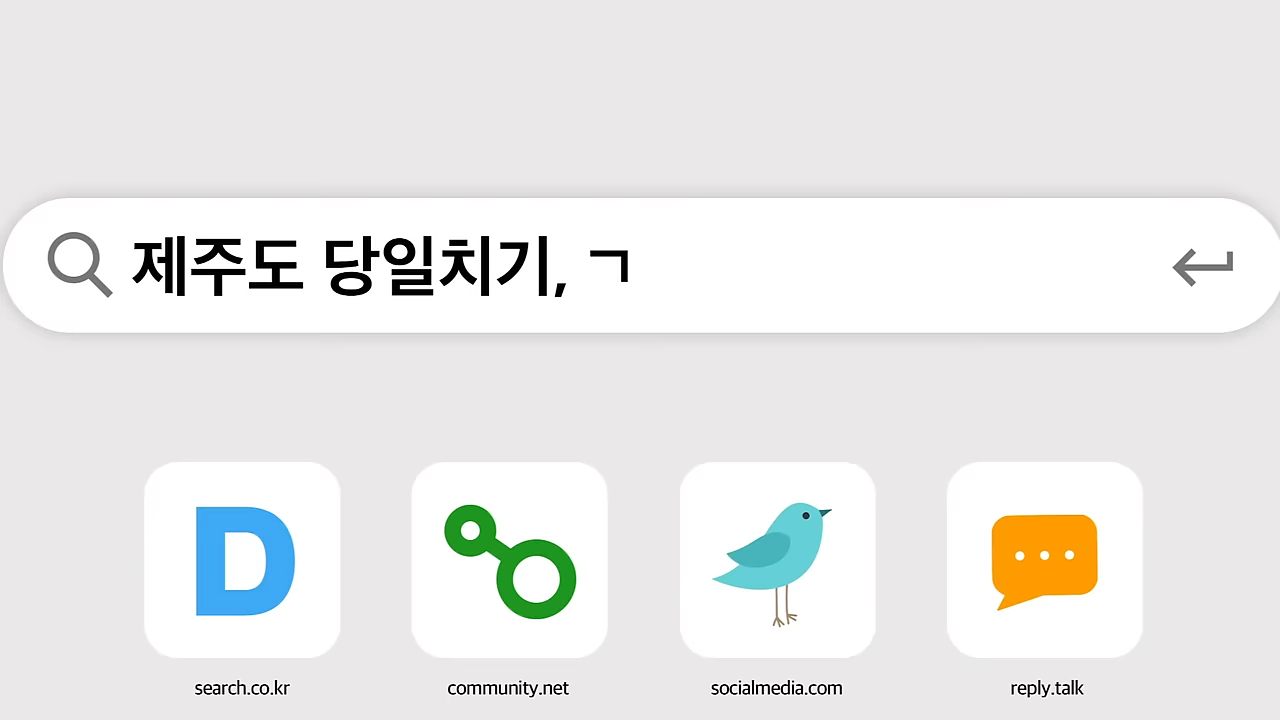 제주도 당일치기, ㄱ
D
search.co.kr
community.net
socialmedia.com
reply.talk